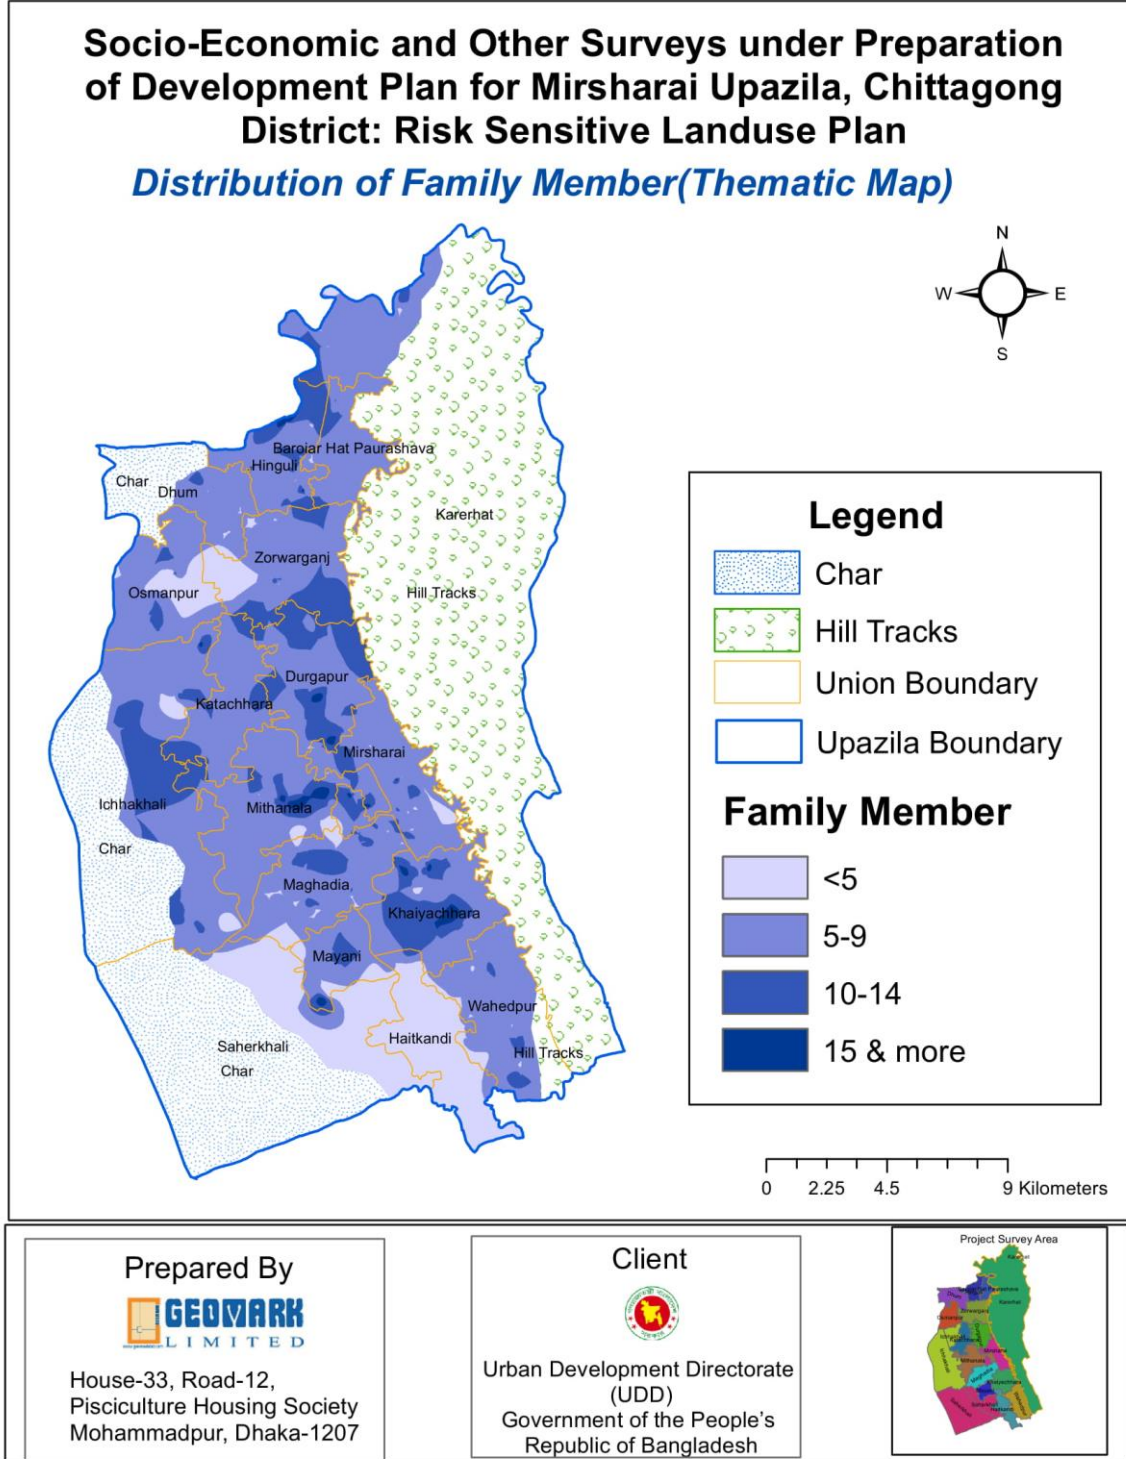 Socio-Economic and Other Surveys under Preparation
of Development Plan for Mirsharai Upazila, Chittagong
District: Risk Sensitive Landuse Plan
Distribution of Family Member(Thematic Map)
N
W
E
S
Baroiar Hat Paurashava
Hinguli
Char
Dhum
Karerhat
Zorwarganj
Osmanpur
Hill Tracks
Durgapur
Katachhara
Mirsharai
Ichhakhali
Mithanala
Char
Maghadia
Khaiyachhara
Mayani
Wahedpur
Haitkandi
Saherkhali
Hill Tracks
Char
Legend
Char
Hill Tracks
Union Boundary
Upazila Boundary
Family Member
<5
5-9
10-14
15 & more
0 2.25 4.5 9 Kilometers
Prepared By
GEOMARK
LIMITED
House-33, Road-12,
Pisciculture Housing Society
Mohammadpur, Dhaka-1207
Client
Urban Development Directorate
(UDD)
Government of the People's
Republic of Bangladesh
Project Survey Area
Karerhat